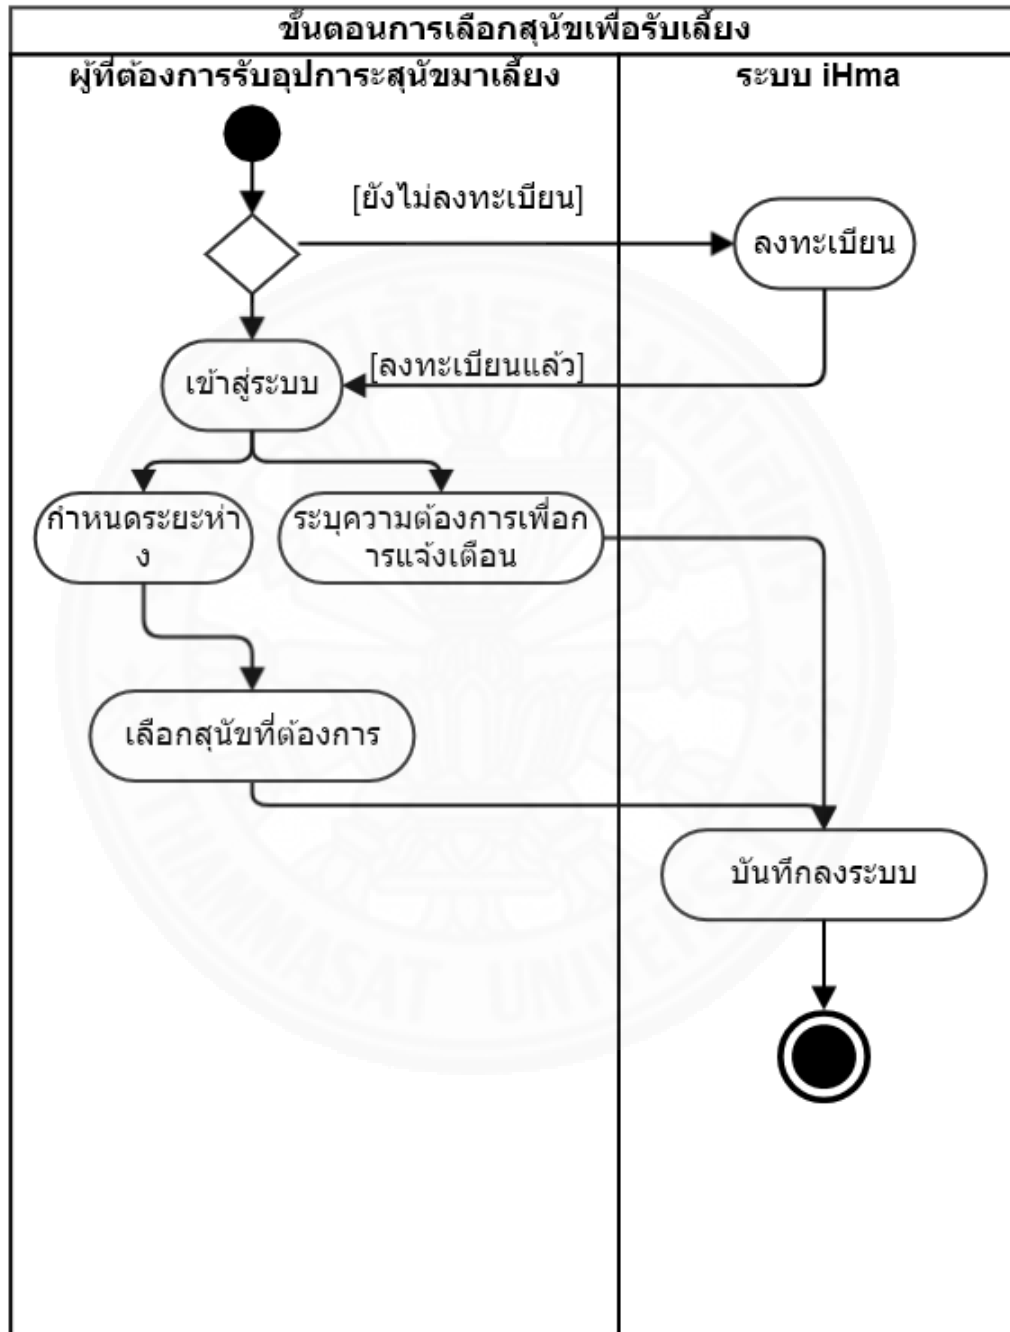 ขั้นตอนการเลือกสุนัขเพื่อรับเลี้ยง
ผู้ที่ต้องการรับอุปการะสุนัขมาเลี้ยง
ระบบ iHma
[ยังไม่ลงทะเบียน]
ลงทะเบียน
[ลงทะเบียนแล้ว]
เข้าสู่ระบบ
กำหนดระยะห่า
ง
ระบุความต้องการเพื่อก
ารแจ้งเตือน
เลือกสุนัขที่ต้องการ
บันทึกลงระบบ
THAMMASAT UNIVERSITY